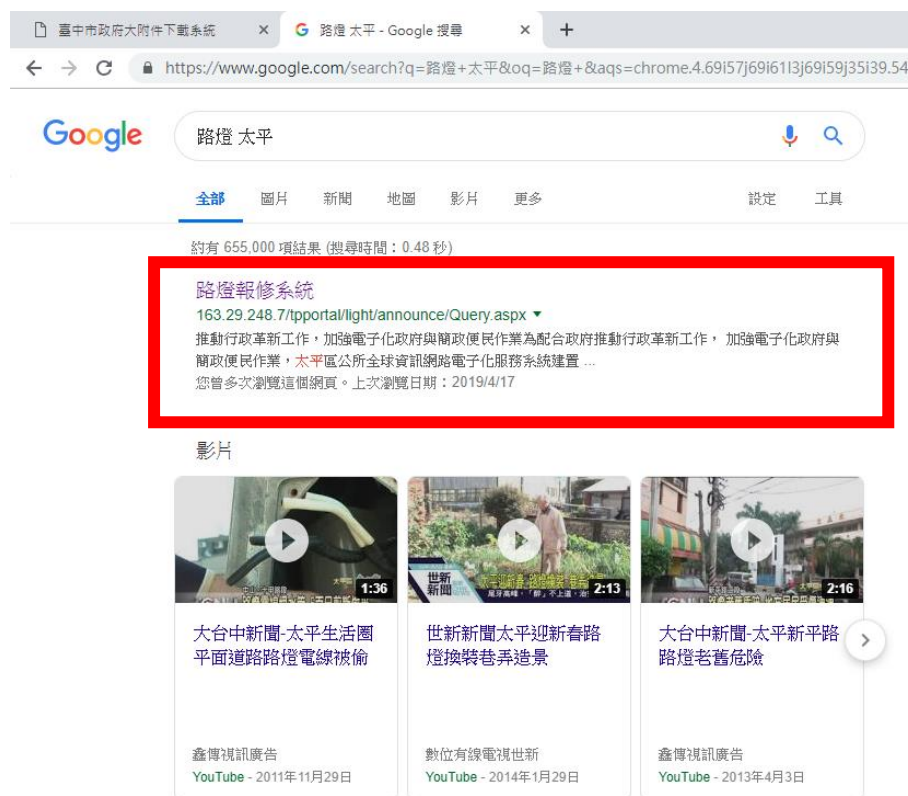 臺中市政府大附件下載系統
路燈 太平 - Google 搜尋
https://www.google.com/search?q=路燈+太平&oq=路燈+&aqs=chrome.4.69i57j69i61l3j69i59j35i39.54
Google
路燈 太平
全部 圖片 新聞 地圖 影片 更多 設定 工具
約有 655,000 項結果 (搜尋時間：0.48 秒)
路燈報修系統
163.29.248.7/tpportal/light/announce/Query.aspx
推動行政革新工作，加強電子化政府與簡政便民作業為配合政府推動行政革新工作， 加強電子化政府與
簡政便民作業，太平區公所全球資訊網路電子化服務系統建置 ...
您曾多次瀏覽這個網頁。上次瀏覽日期：2019/4/17
影片
1:36
世新
新聞
2:13
2:16
大台中新聞-太平生活圈
平面道路路燈電線被偷
世新新聞太平迎新春路
燈換裝巷弄造景
大台中新聞-太平新平路
路燈老舊危險
鑫傳視訊廣告
YouTube - 2011年11月29日
數位有線電視世新
YouTube - 2014年1月29日
鑫傳視訊廣告
YouTube - 2013年4月3日